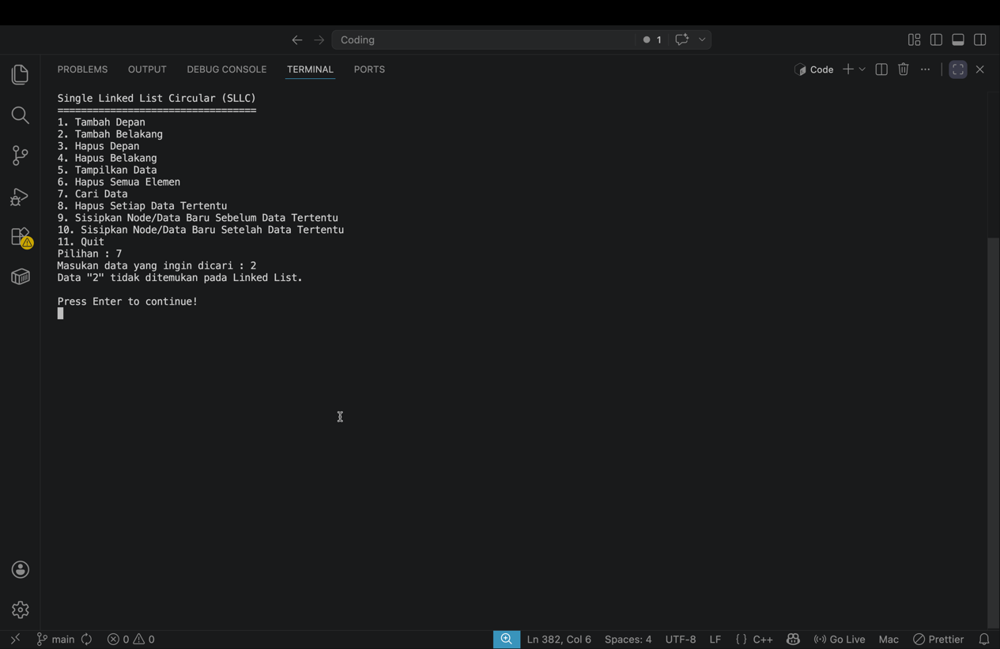 Coding
1
PROBLEMS OUTPUT DEBUG CONSOLE TERMINAL PORTS
Code
Single Linked List Circular (SLLC)
==================================
1. Tambah Depan
2. Tambah Belakang
3. Hapus Depan
4. Hapus Belakang
5. Tampilkan Data
6. Hapus Semua Elemen
7. Cari Data
8. Hapus Setiap Data Tertentu
9. Sisipkan Node/Data Baru Sebelum Data Tertentu
10. Sisipkan Node/Data Baru Setelah Data Tertentu
11. Quit
Pilihan : 7
Masukan data yang ingin dicari : 2
Data "2" tidak ditemukan pada Linked List.
Press Enter to continue!
main 0 0 Ln 382, Col 6 Spaces: 4 UTF-8 LF { } C++ Go Live Mac Prettier